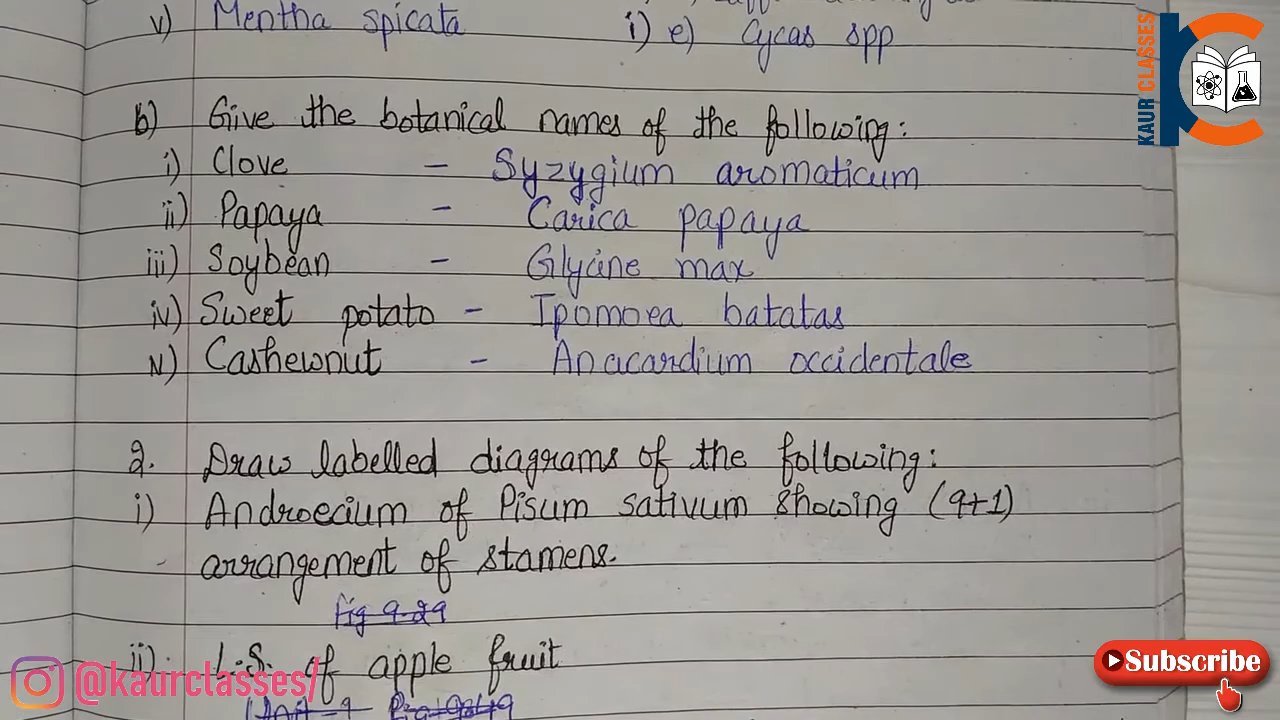 v) Mentha spicata i) e) Cycas spp
KAUR CLASSES
b) Give the botanical names of the following:
i) Clove - Syzygium aromaticum
ii) Papaya - Carica papaya
iii) Soybean - Glycine max
iv) Sweet potato - Ipomoea batatas
v) Cashewnut - Anacardium occidentale
2. Draw labelled diagrams of the following:
i) Androecium of Pisum sativum showing (9+1)
arrangement of stamens.
Fig 9.29
ii) L.S. of apple fruit
@kaurclasses/
Subscribe